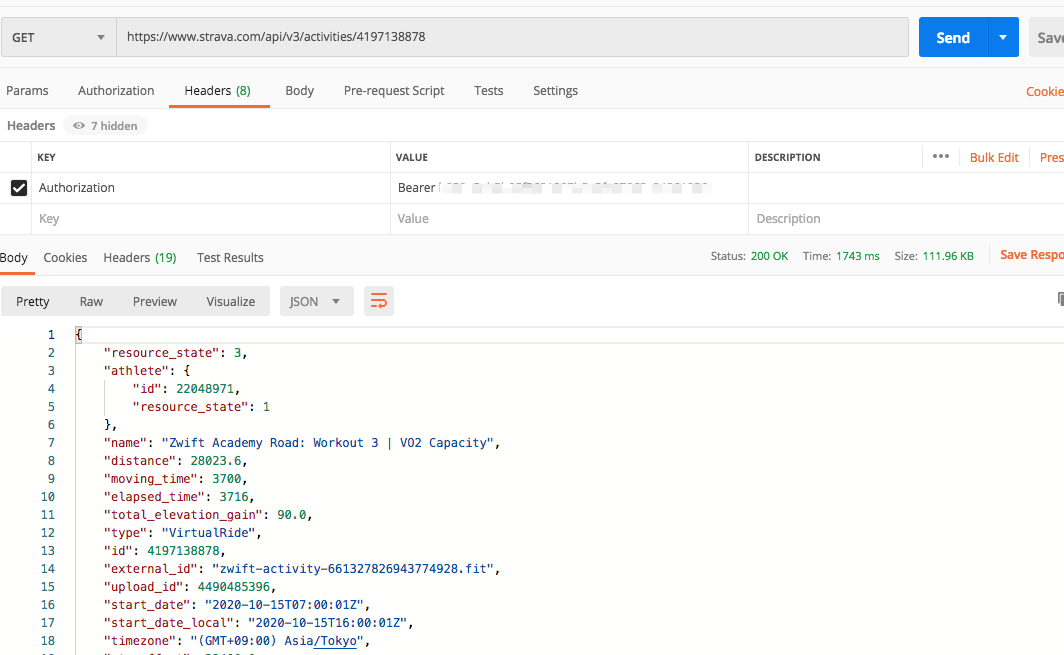 GET https://www.strava.com/api/v3/activities/4197138878 Send Save
Params Authorization Headers (8) Body Pre-request Script Tests Settings Cookie
Headers 7 hidden
KEY VALUE DESCRIPTION ••• Bulk Edit Pres
Authorization Bearer
Key Value Description
Body Cookies Headers (19) Test Results Status: 200 OK Time: 1743 ms Size: 111.96 KB Save Respo
Pretty Raw Preview Visualize JSON
1 {
2 "resource_state": 3,
3 "athlete": {
4 "id": 22048971,
5 "resource_state": 1
6 },
7 "name": "Zwift Academy Road: Workout 3 | VO2 Capacity",
8 "distance": 28023.6,
9 "moving_time": 3700,
10 "elapsed_time": 3716,
11 "total_elevation_gain": 90.0,
12 "type": "VirtualRide",
13 "id": 4197138878,
14 "external_id": "zwift-activity-661327826943774928.fit",
15 "upload_id": 4490485396,
16 "start_date": "2020-10-15T07:00:01Z",
17 "start_date_local": "2020-10-15T16:00:01Z",
18 "timezone": "(GMT+09:00) Asia/Tokyo",